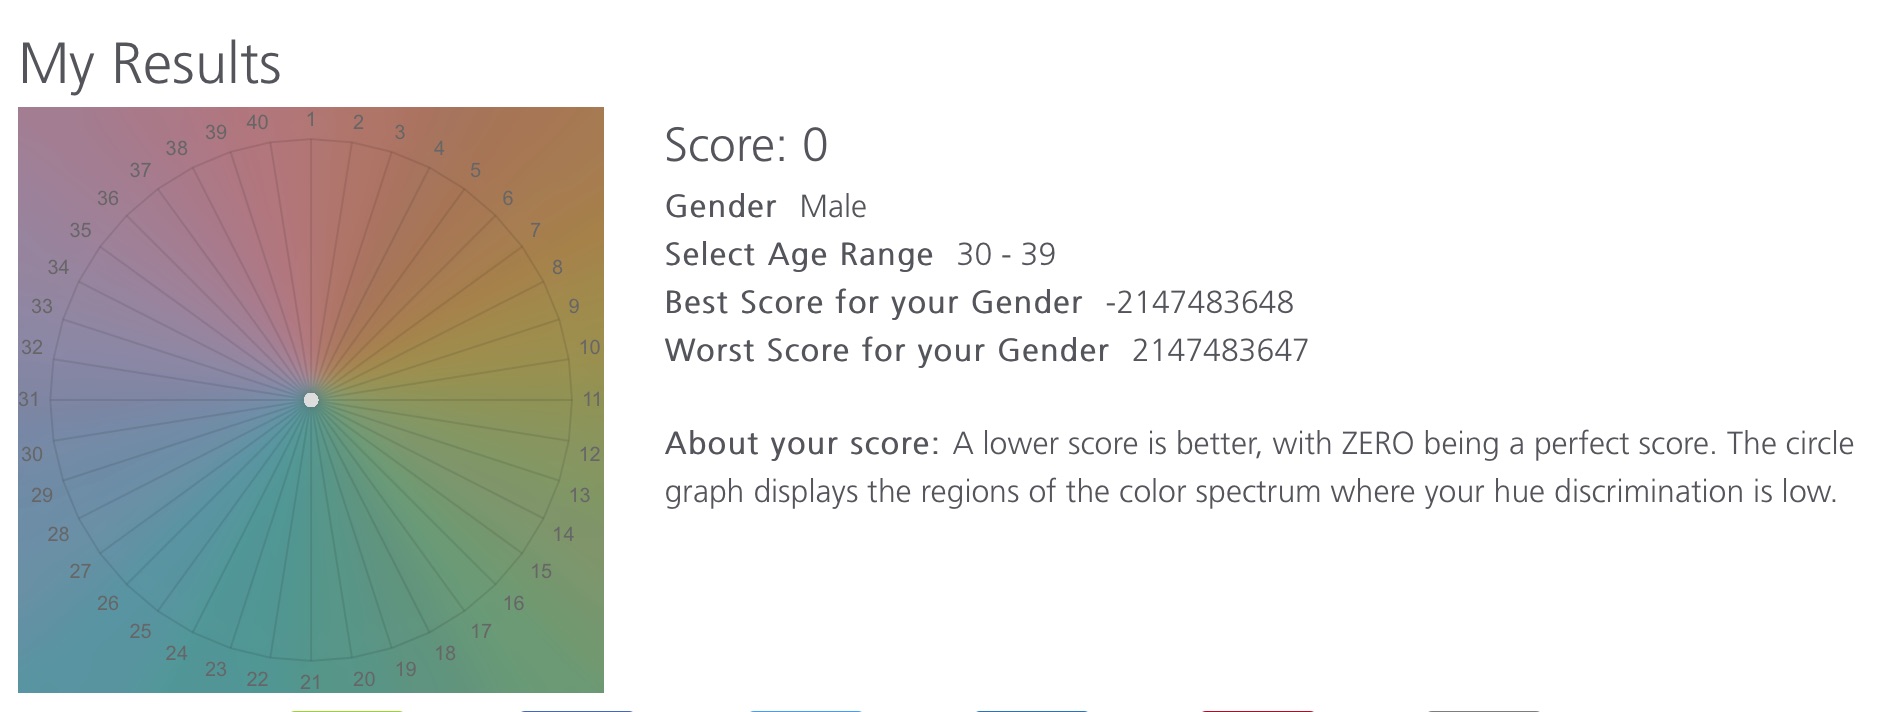 My Results
40 1 2
39 3
38 4
37 5
36 6
35 7
34 8
33 9
32 10
31 11
30 12
29 13
28 14
27 15
26 16
25 17
24 18
23 19
22 21 20
Score: 0
Gender Male
Select Age Range 30 - 39
Best Score for your Gender -2147483648
Worst Score for your Gender 2147483647
About your score: A lower score is better, with ZERO being a perfect score. The circle
graph displays the regions of the color spectrum where your hue discrimination is low.